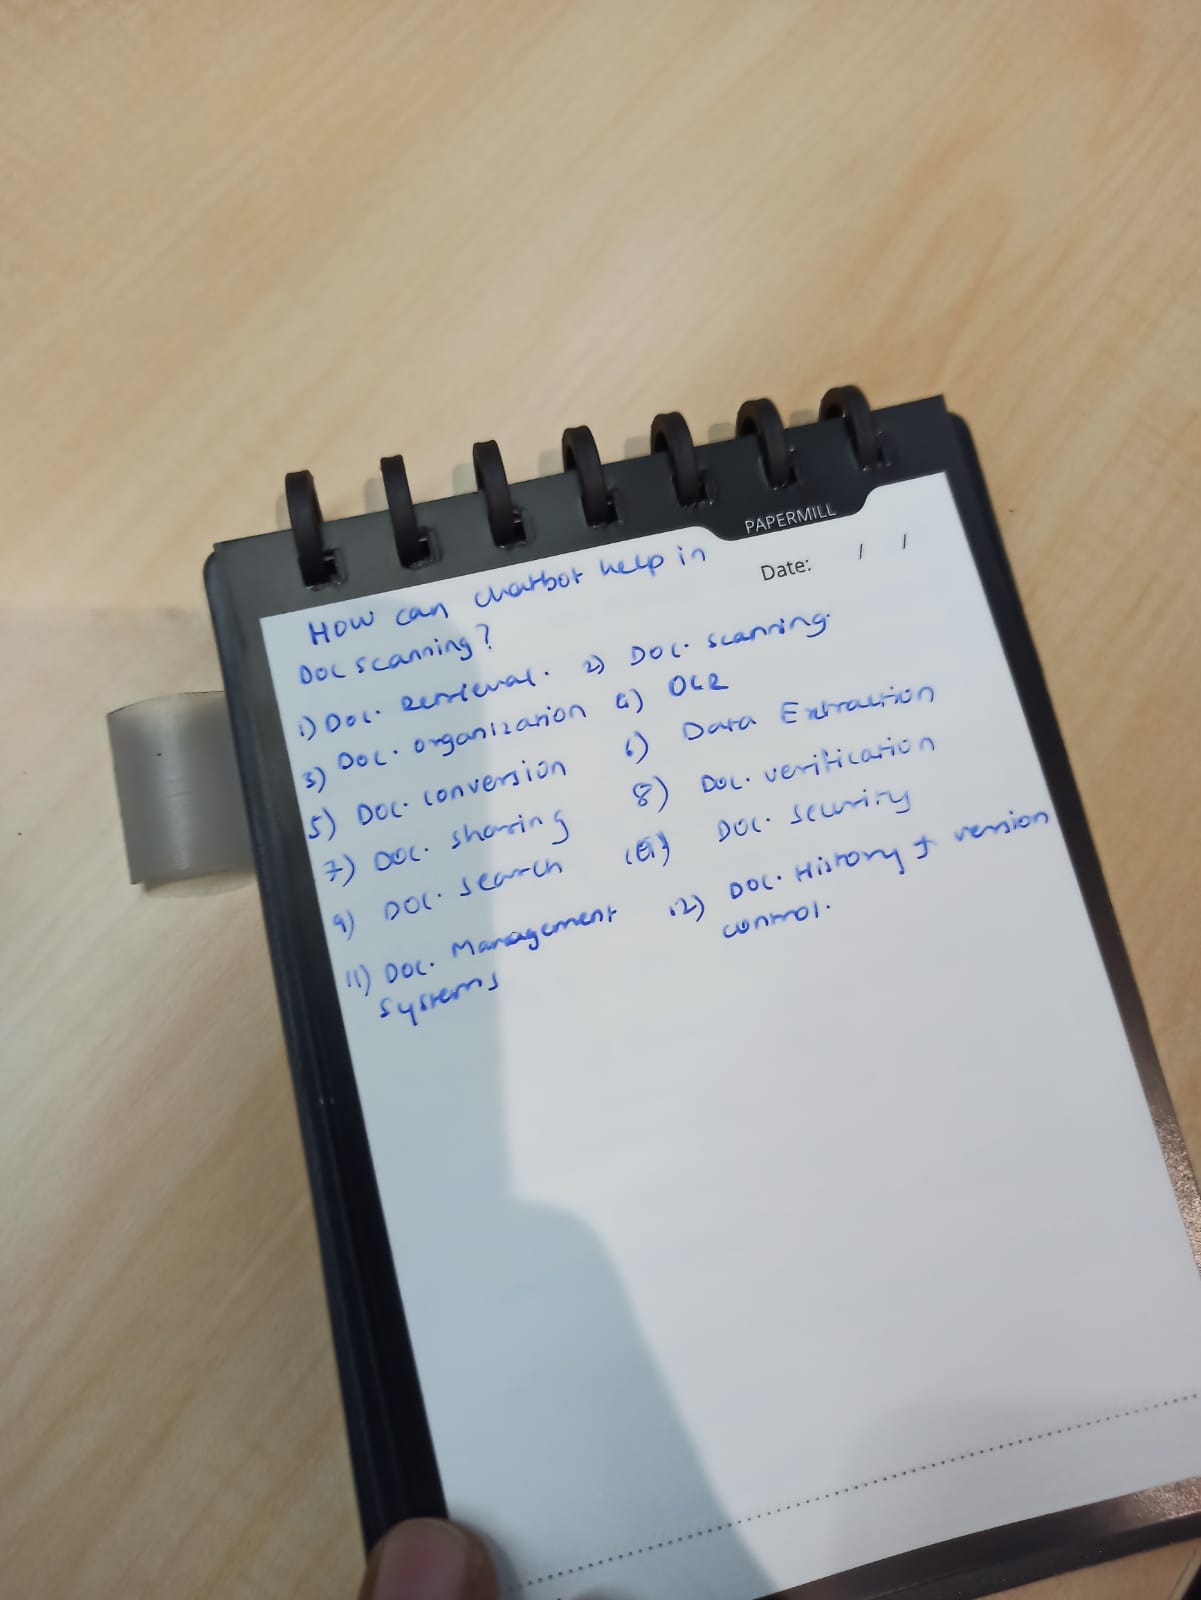 PAPERMILL
Date: / /
How can chatbot help in
Doc scanning?
1) Doc. Retrieval. 2) Doc. scanning.
3) Doc. organization 4) OCR
5) Doc. conversion 6) Data Extraction
7) Doc. sharing 8) Doc. verification
9) Doc. search 10) Doc. security
11) Doc. Management 12) Doc. History & version
systems control.